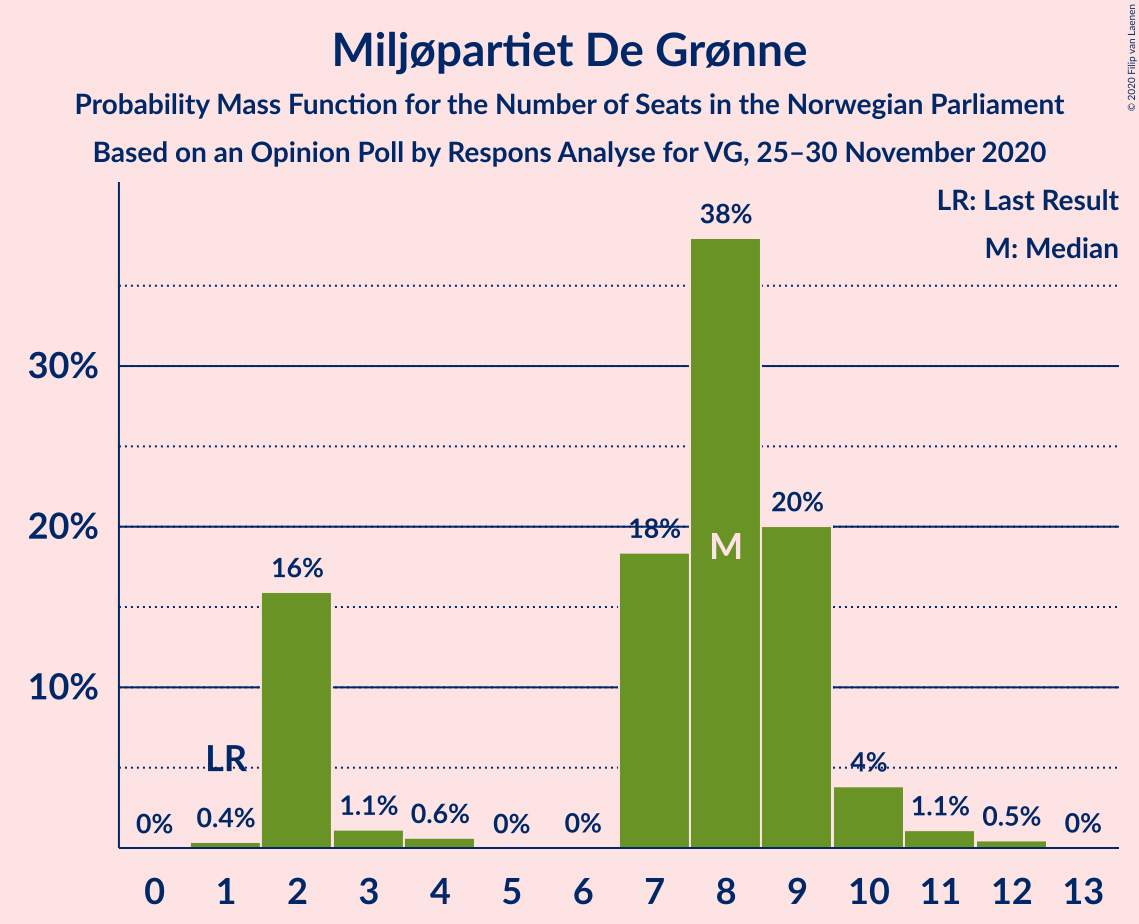 Miljøpartiet De Grønne
Probability Mass Function for the Number of Seats in the Norwegian Parliament
Based on an Opinion Poll by Respons Analyse for VG, 25–30 November 2020
© 2020 Filip van Laenen
LR: Last Result
M: Median
38%
30%
20%
18%
M
20%
16%
10%
LR
4%
0%
0.4%
1.1%
0.6%
0%
0%
1.1%
0.5%
0%
0 1 2 3 4 5 6 7 8 9 10 11 12 13